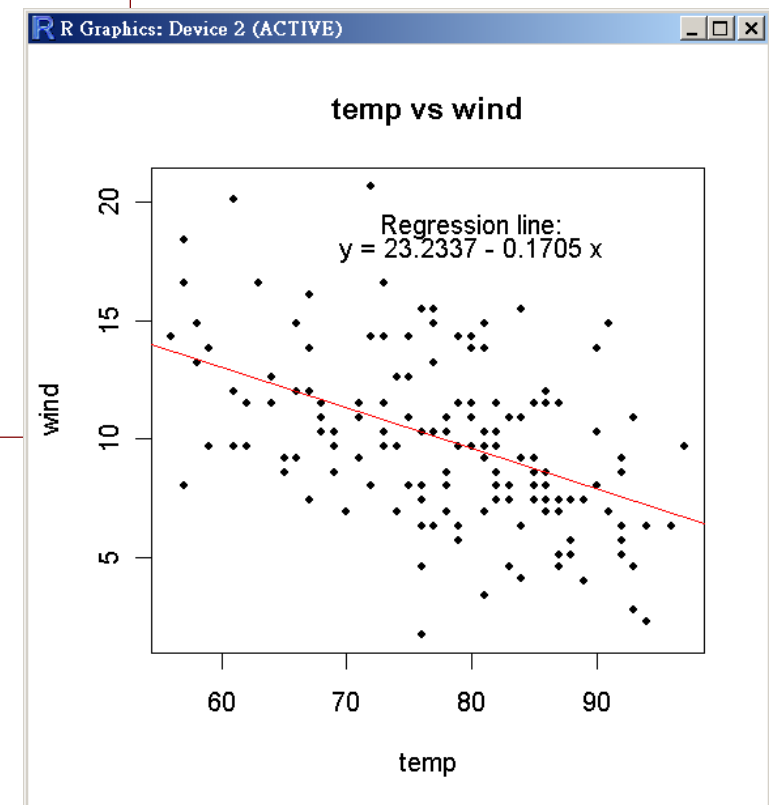 R Graphics: Device 2 (ACTIVE)
temp vs wind
Regression line:
y = 23.2337 - 0.1705 x
20
15
10
5
wind
60 70 80 90
temp